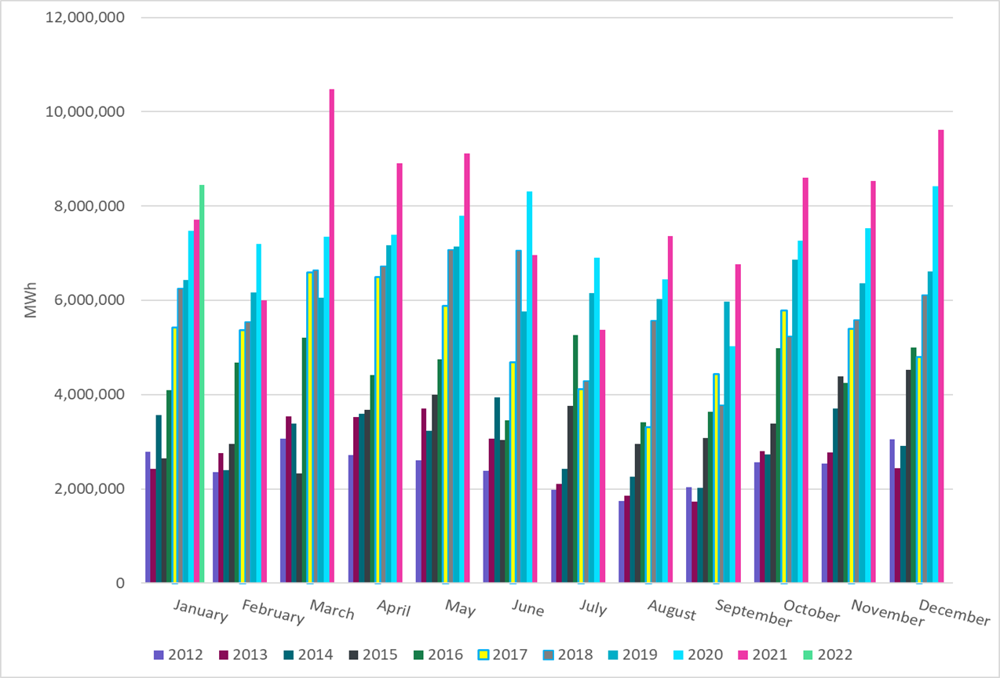 12,000,000
10,000,000
8,000,000
6,000,000
4,000,000
2,000,000
0
MWh
January February March April May June July August September October November December
2012 2013 2014 2015 2016 2017 2018 2019 2020 2021 2022